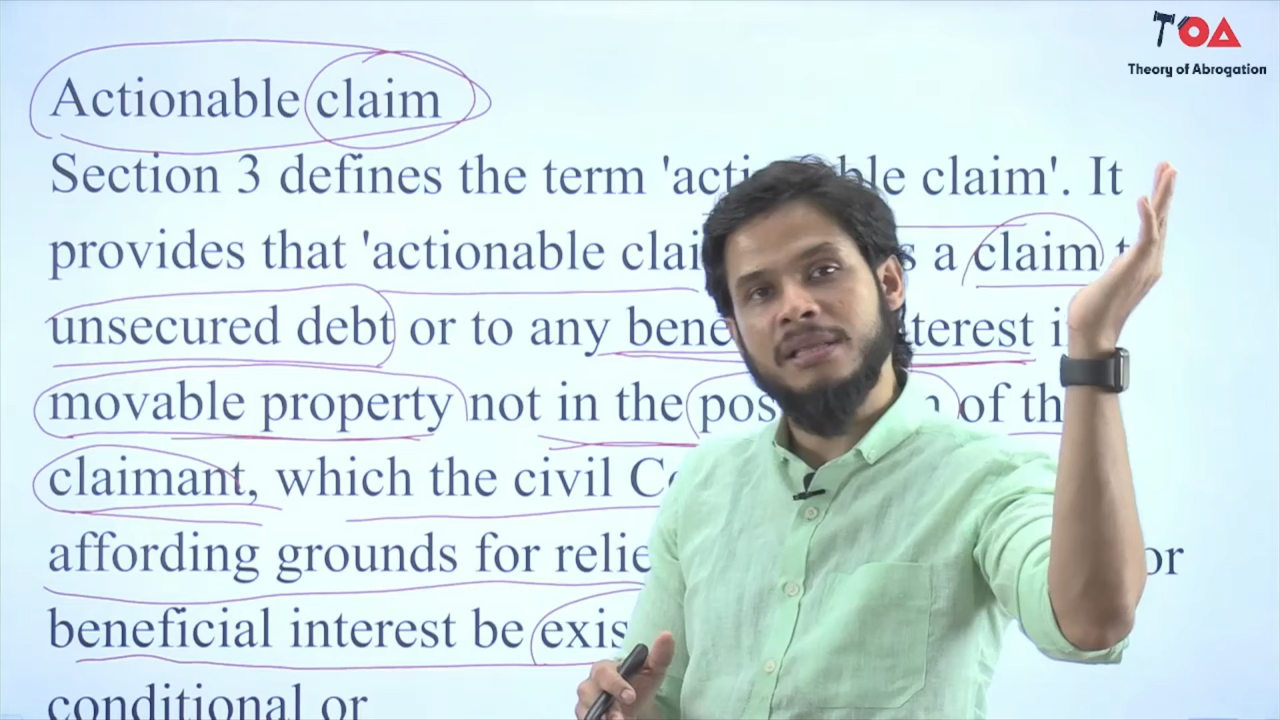 TOA
Theory of Abrogation
Actionable claim
Section 3 defines the term 'acti ble claim'. It
provides that 'actionable clai s a claim t
unsecured debt or to any bene terest i
movable property not in the pos n of th
claimant, which the civil Co
affording grounds for relie or
beneficial interest be exis
conditional or